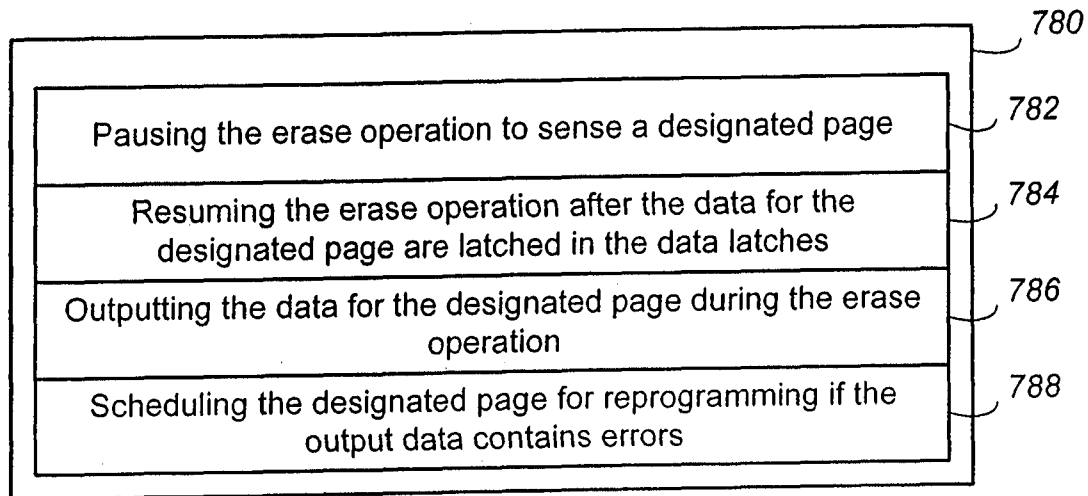 780
Pausing the erase operation to sense a designated page
782
Resuming the erase operation after the data for the
designated page are latched in the data latches
784
Outputting the data for the designated page during the erase
operation
786
Scheduling the designated page for reprogramming if the
output data contains errors
788